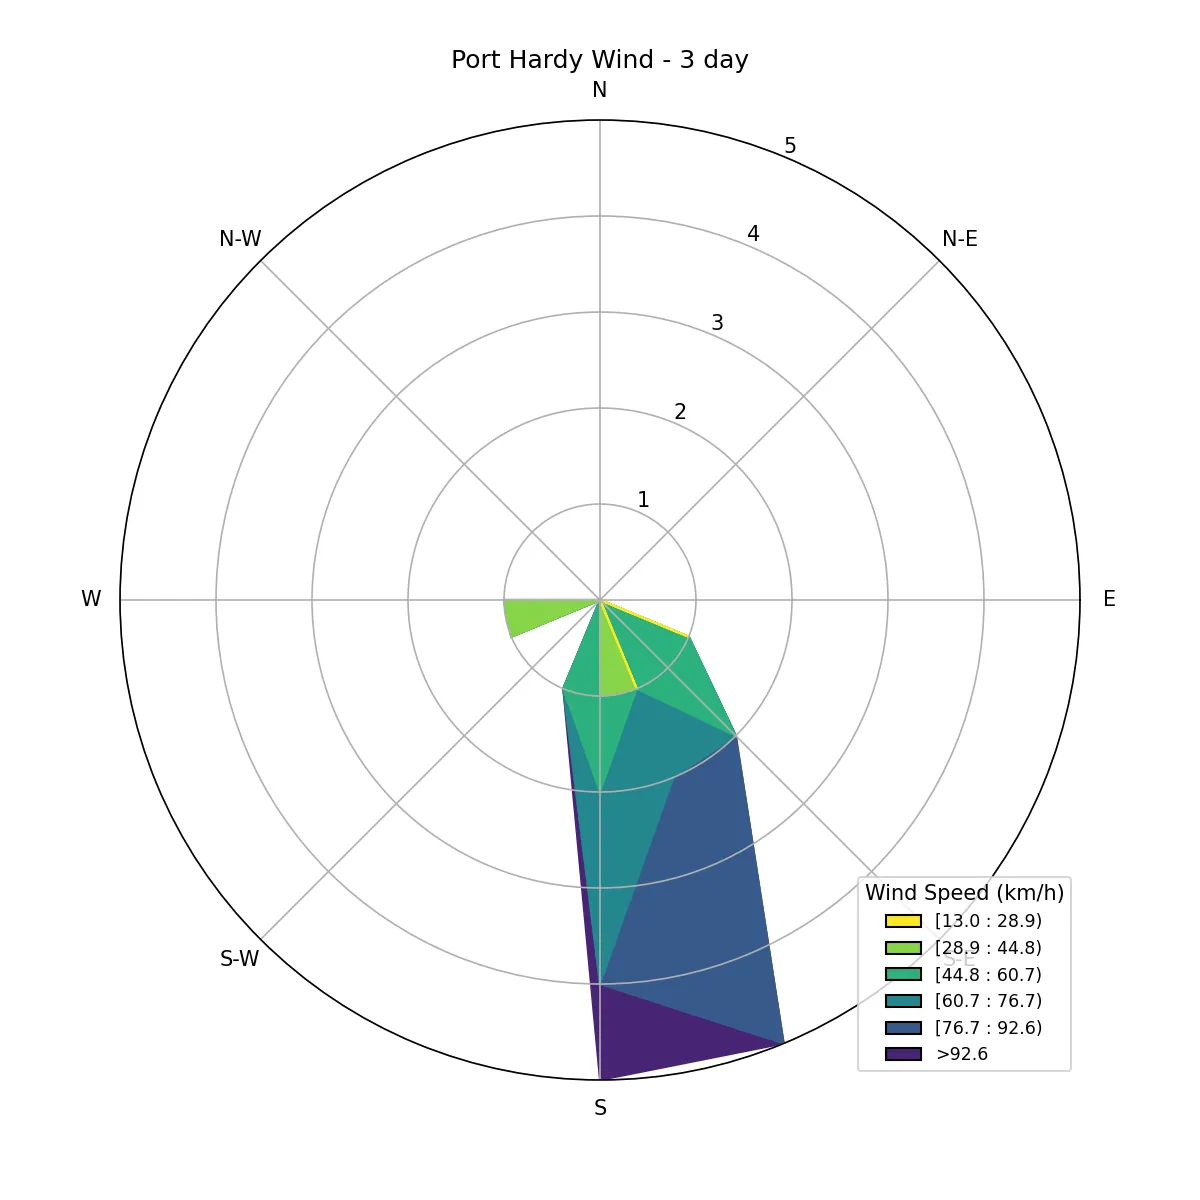 Port Hardy Wind - 3 day
N
5
N-W
N-E
4
3
2
1
W
E
Wind Speed (km/h)
[13.0 : 28.9)
[28.9 : 44.8)
S-W
S-E
[44.8 : 60.7)
[60.7 : 76.7)
[76.7 : 92.6)
>92.6
S